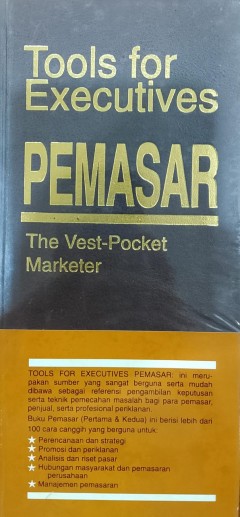 Tools for
Executives
PEMASAR
The Vest-Pocket
Marketer
TOOLS FOR EXECUTIVES PEMASAR: ini meru-
pakan sumber yang sangat berguna serta mudah
dibawa sebagai referensi pengambilan keputusan
serta teknik pemecahan masalah bagi para pemasar,
penjual, serta profesional periklanan.
Buku Pemasar (Pertama & Kedua) ini berisi lebih dari
100 cara canggih yang berguna untuk:
★ Perencanaan dan strategi
★ Promosi dan periklanan
★ Analisis dan riset pasar
★ Hubungan masyarakat dan pemasaran
perusahaan
★ Manajemen pemasaran